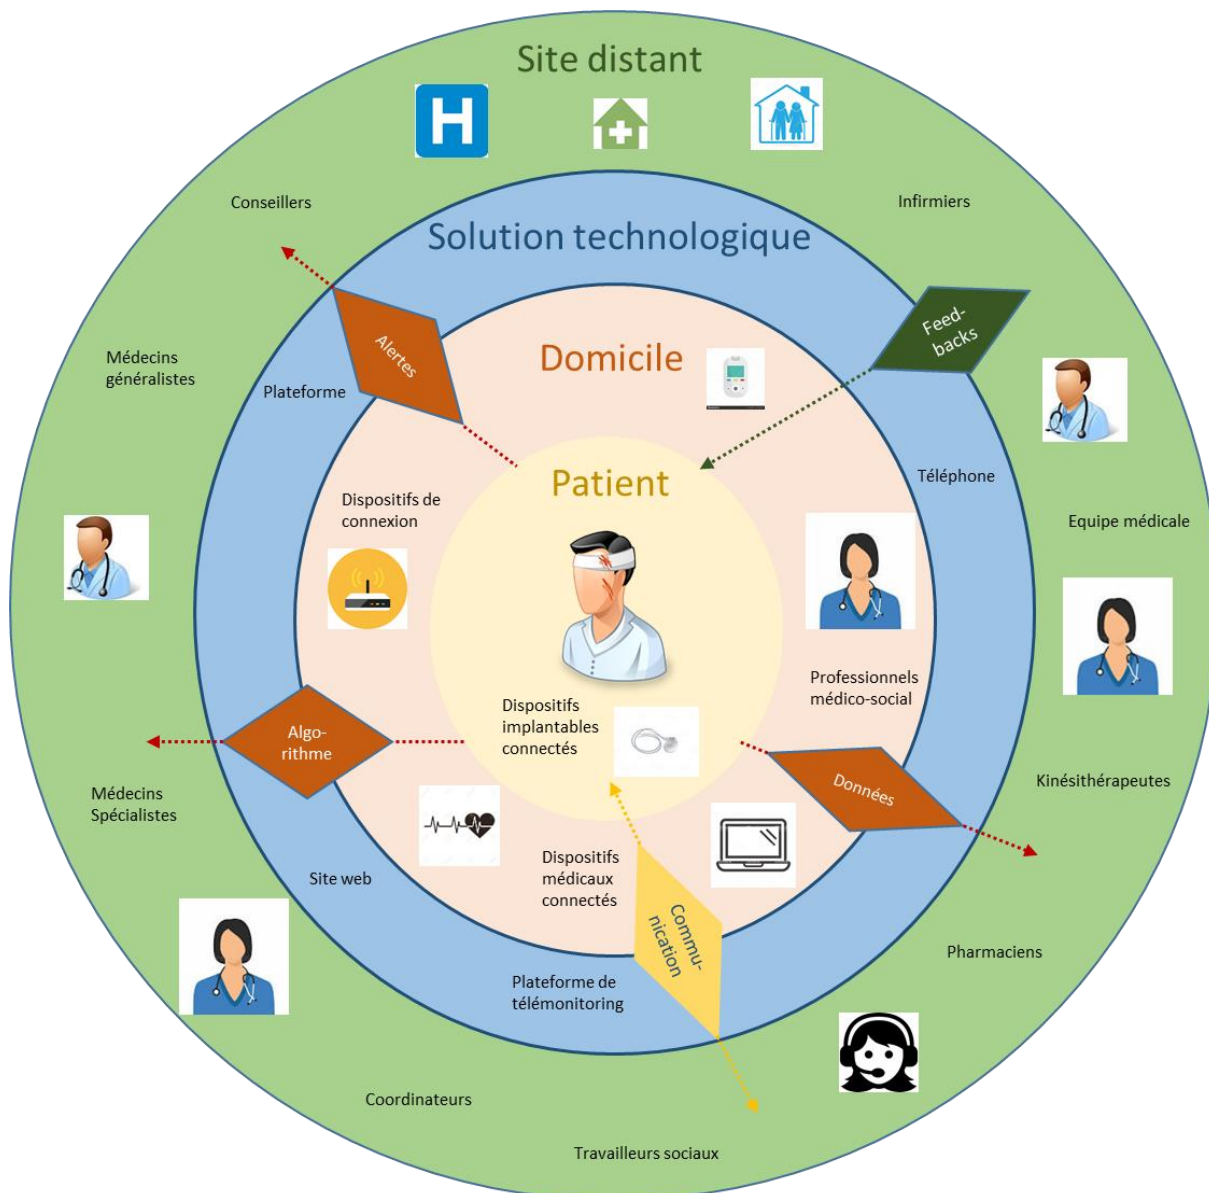 Site distant
H
Conseillers
Infirmiers
Solution technologique
Feed-
backs
Alertes
Médecins
généralistes
Plateforme
Domicile
Patient
Téléphone
Dispositifs de
connexion
Equipe médicale
Professionnels
médico-social
Dispositifs
implantables
connectés
Algo-
rithme
Données
Kinésithérapeutes
Médecins
Spécialistes
Site web
Dispositifs
médicaux
connectés
Commu-
nication
Pharmaciens
Plateforme de
télémonitoring
Coordinateurs
Travailleurs sociaux